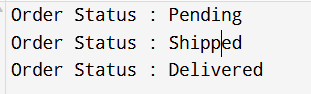 Order Status : Pending
Order Status : Shipped
Order Status : Delivered